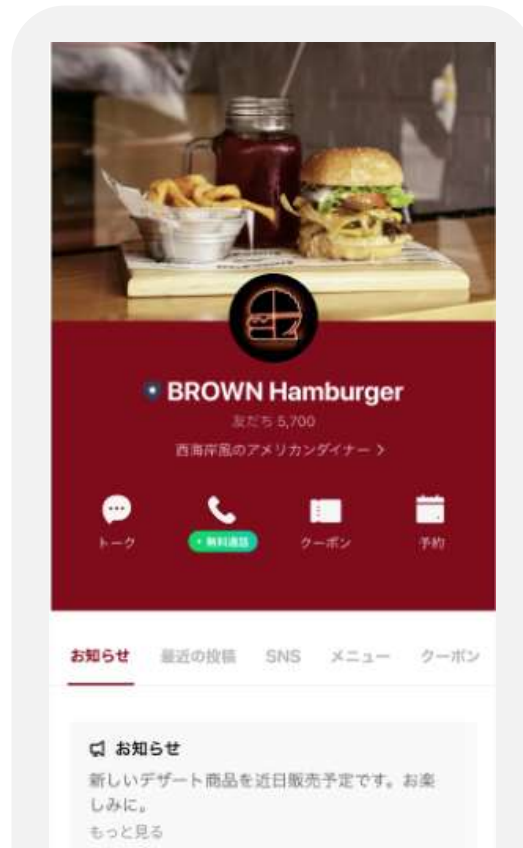 BROWN Hamburger
友だち 5,700
西海岸風のアメリカンダイナー >
トーク
• 無料通話
クーポン
予約
お知らせ
最近の投稿
SNS
メニュー
クーポン
お知らせ
新しいデザート商品を近日販売予定です。お楽
しみに。
もっと見る